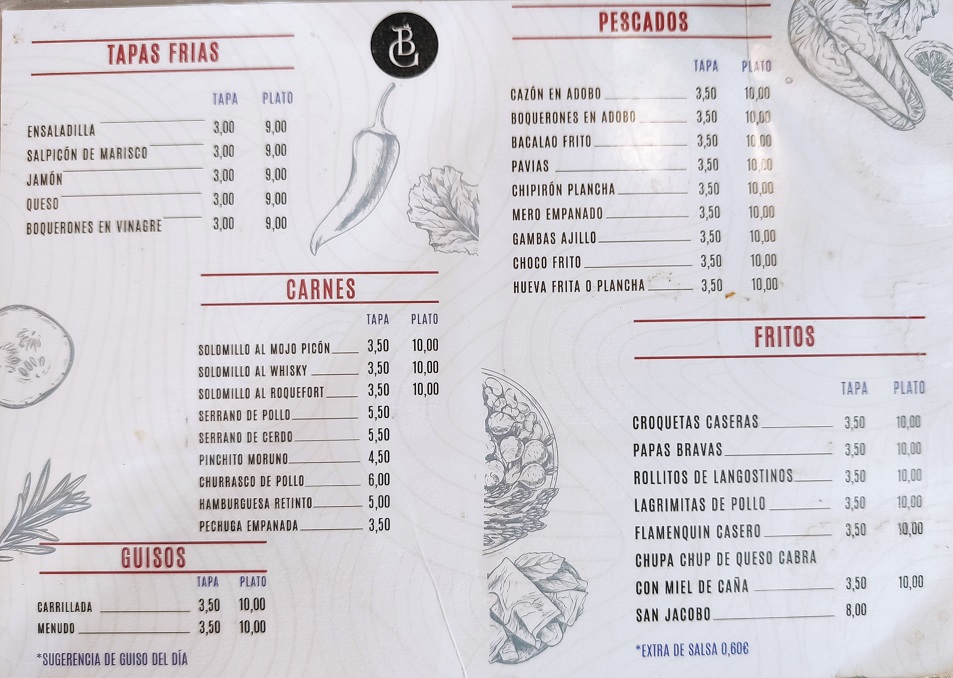 TAPAS FRIAS
TAPA PLATO
ENSALADILLA 3,00 9,00
SALPICÓN DE MARISCO 3,00 9,00
JAMÓN 3,00 9,00
QUESO 3,00 9,00
BOQUERONES EN VINAGRE 3,00 9,00
CARNES
TAPA PLATO
SOLOMILLO AL MOJO PICÓN 3,50 10,00
SOLOMILLO AL WHISKY 3,50 10,00
SOLOMILLO AL ROQUEFORT 3,50 10,00
SERRANO DE POLLO 5,50
SERRANO DE CERDO 5,50
PINCHITO MORUNO 4,50
CHURRASCO DE POLLO 6,00
HAMBURGUESA RETINTO 5,00
PECHUGA EMPANADA 3,50
GUISOS
TAPA PLATO
CARRILLADA 3,50 10,00
MENUDO 3,50 10,00
*SUGERENCIA DE GUISO DEL DÍA
PESCADOS
TAPA PLATO
CAZÓN EN ADOBO 3,50 10,00
BOQUERONES EN ADOBO 3,50 10,00
BACALAO FRITO 3,50 10,00
PAVIAS 3,50 10,00
CHIPIRÓN PLANCHA 3,50 10,00
MERO EMPANADO 3,50 10,00
GAMBAS AJILLO 3,50 10,00
CHOCO FRITO 3,50 10,00
HUEVA FRITA O PLANCHA 3,50 10,00
FRITOS
TAPA PLATO
CROQUETAS CASERAS 3,50 10,00
PAPAS BRAVAS 3,50 10,00
ROLLITOS DE LANGOSTINOS 3,50 10,00
LAGRIMITAS DE POLLO 3,50 10,00
FLAMENQUIN CASERO 3,50 10,00
CHUPA CHUP DE QUESO CABRA
CON MIEL DE CAÑA 3,50 10,00
SAN JACOBO 8,00
*EXTRA DE SALSA 0,60€